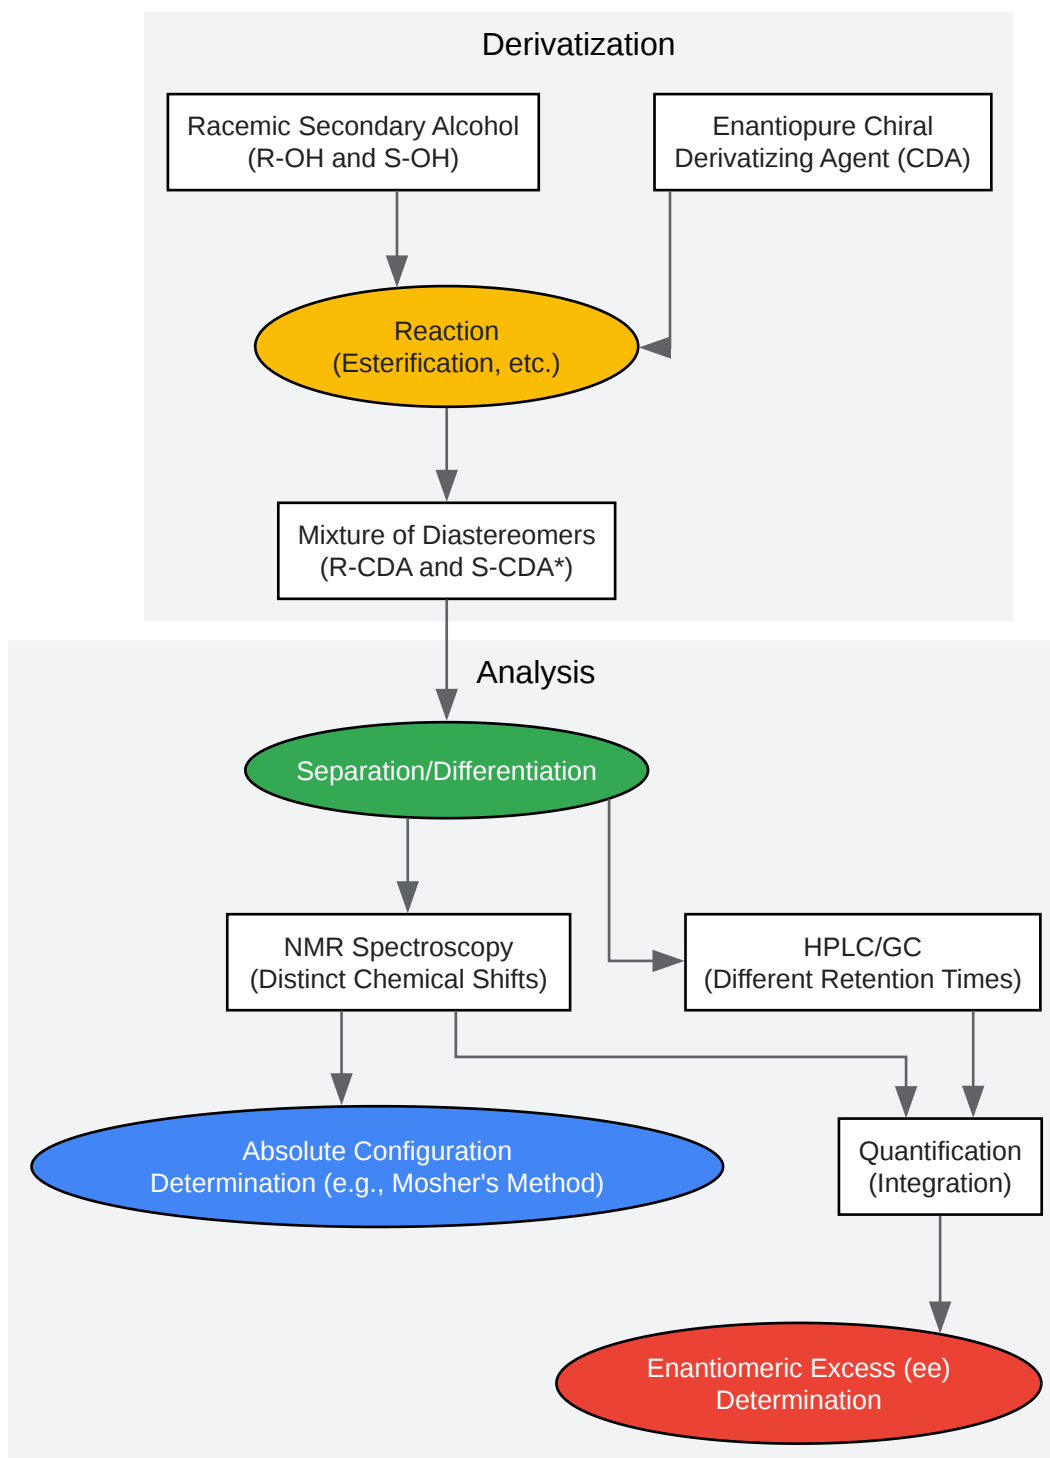 Derivatization
Racemic Secondary Alcohol
(R-OH and S-OH)
Enantiopure Chiral
Derivatizing Agent (CDA)
Reaction
(Esterification, etc.)
Mixture of Diastereomers
(R-CDA and S-CDA*)
Analysis
Separation/Differentiation
NMR Spectroscopy
(Distinct Chemical Shifts)
HPLC/GC
(Different Retention Times)
Absolute Configuration
Determination (e.g., Mosher's Method)
Quantification
(Integration)
Enantiomeric Excess (ee)
Determination